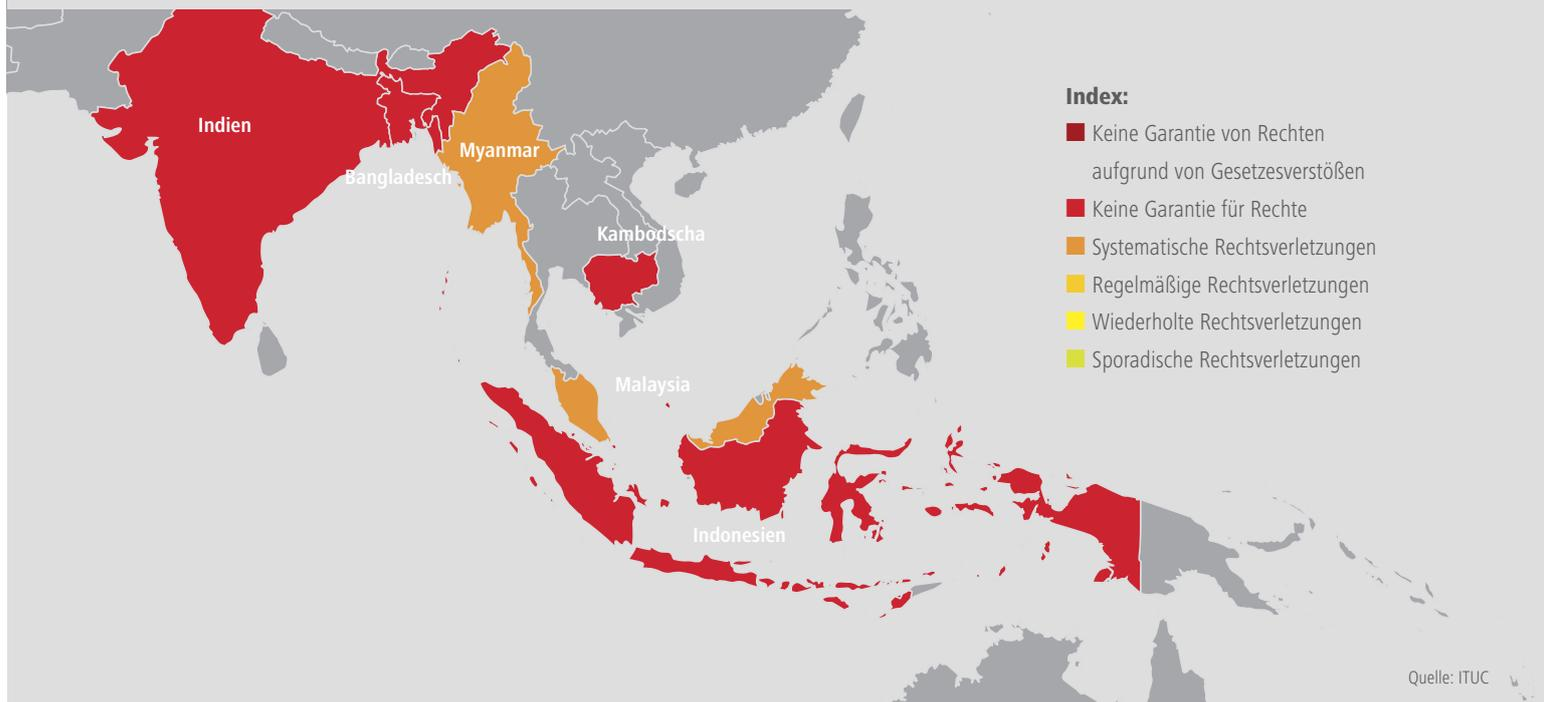 Indien
Myanmar
Bangladesch
Kambodscha
Malaysia
Indonesien
Index:
Keine Garantie von Rechten
aufgrund von Gesetzesverstößen
Keine Garantie für Rechte
Systematische Rechtsverletzungen
Regelmäßige Rechtsverletzungen
Wiederholte Rechtsverletzungen
Sporadische Rechtsverletzungen
Quelle: ITUC